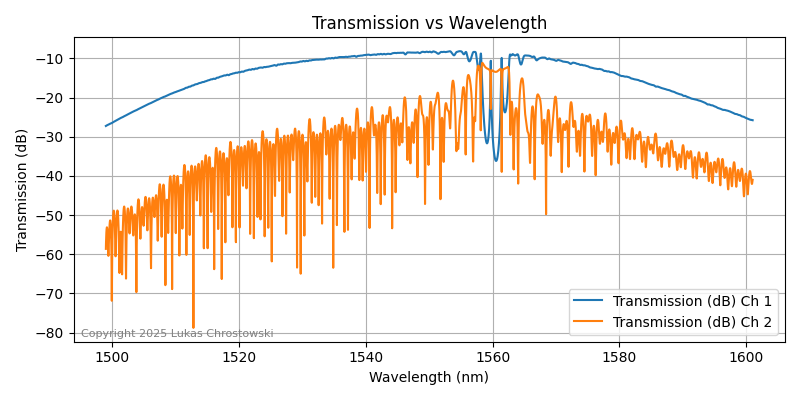 Transmission vs Wavelength
Transmission (dB)
−10
−20
−30
−40
−50
−60
−70
−80
Copyright 2025 Lukas Chrostowski
Transmission (dB) Ch 1
Transmission (dB) Ch 2
1500 1520 1540 1560 1580 1600
Wavelength (nm)